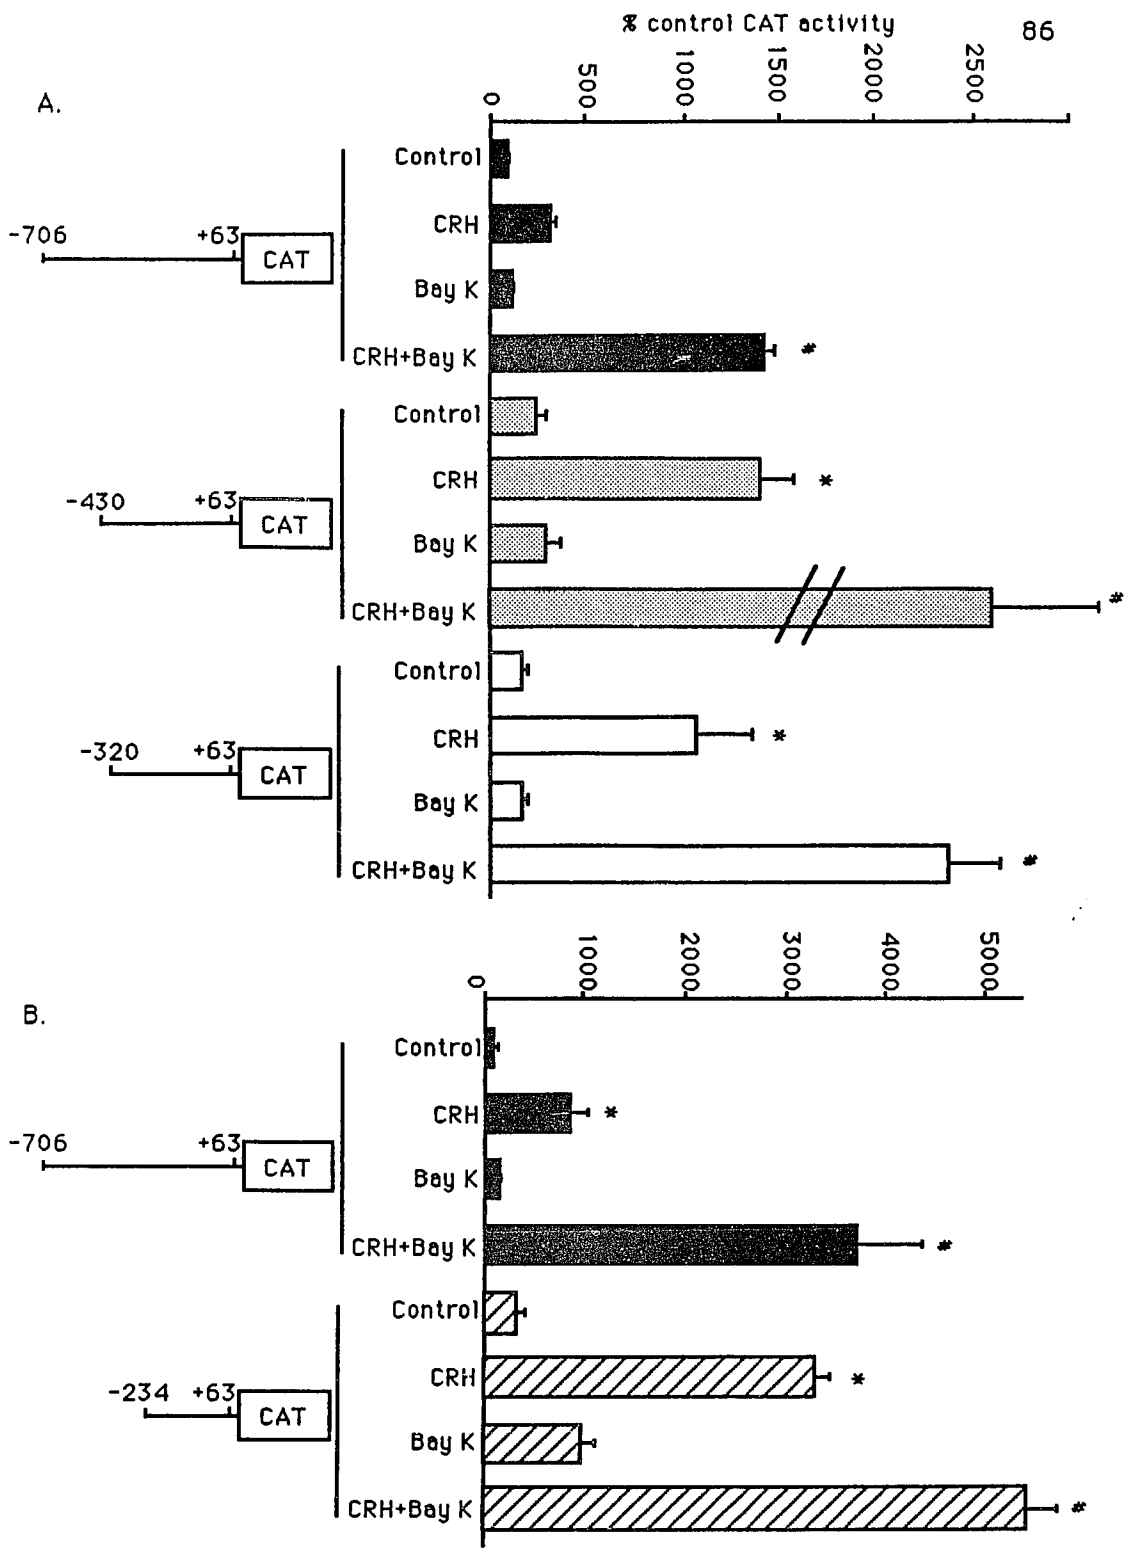 % control CAT activity
86
0 500 1000 1500 2000 2500
A.
Control
CRH
-706 +63
CAT
Bay K
CRH+Bay K *
Control
CRH *
-430 +63
CAT
Bay K
CRH+Bay K *
Control
CRH *
-320 +63
CAT
Bay K
CRH+Bay K *
0 1000 2000 3000 4000 5000
B.
Control
CRH *
-706 +63
CAT
Bay K
CRH+Bay K *
Control
CRH *
-234 +63
CAT
Bay K
CRH+Bay K *